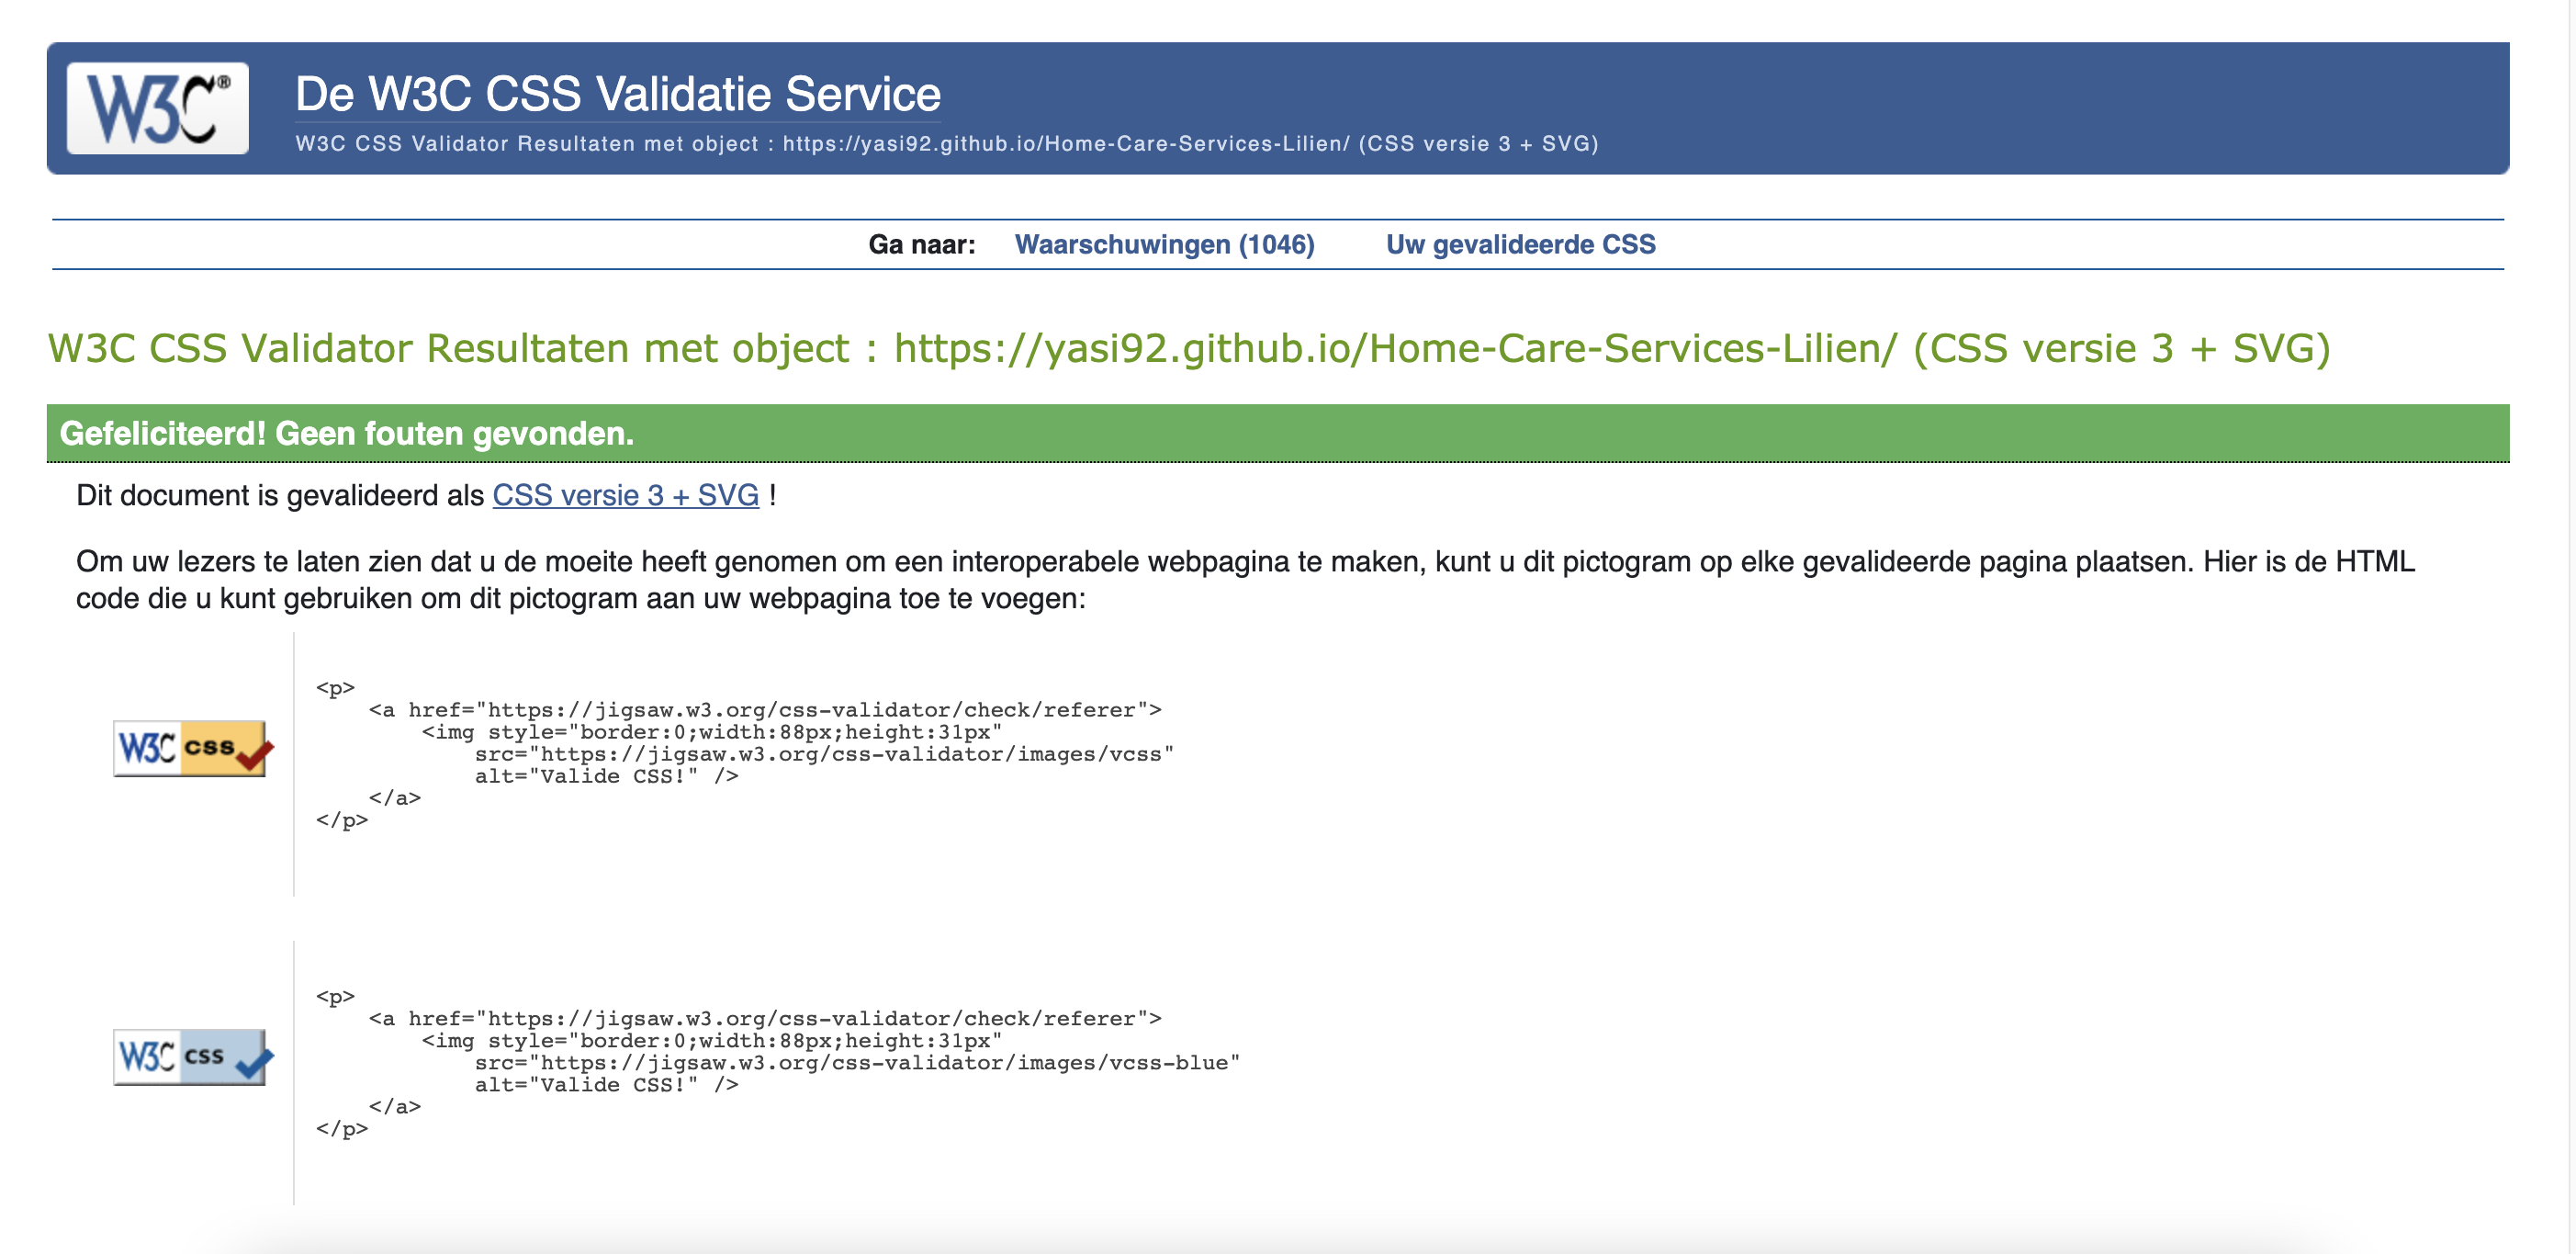 W3C®
De W3C CSS Validatie Service
W3C CSS Validator Resultaten met object : https://yasi92.github.io/Home-Care-Services-Lilien/ (CSS versie 3 + SVG)
Ga naar: Waarschuwingen (1046) Uw gevalideerde CSS
W3C CSS Validator Resultaten met object : https://yasi92.github.io/Home-Care-Services-Lilien/ (CSS versie 3 + SVG)
Gefeliciteerd! Geen fouten gevonden.
Dit document is gevalideerd als CSS versie 3 + SVG !
Om uw lezers te laten zien dat u de moeite heeft genomen om een interoperabele webpagina te maken, kunt u dit pictogram op elke gevalideerde pagina plaatsen. Hier is de HTML
code die u kunt gebruiken om dit pictogram aan uw webpagina toe te voegen:
W3C css
<p>
    <a href="https://jigsaw.w3.org/css-validator/check/referer">
        <img style="border:0;width:88px;height:31px"
            src="https://jigsaw.w3.org/css-validator/images/vcss"
            alt="Valide CSS!" />
    </a>
</p>
W3C css
<p>
    <a href="https://jigsaw.w3.org/css-validator/check/referer">
        <img style="border:0;width:88px;height:31px"
            src="https://jigsaw.w3.org/css-validator/images/vcss-blue"
            alt="Valide CSS!" />
    </a>
</p>